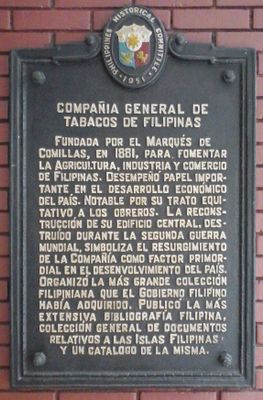 PHILIPPINES HISTORICAL COMMITTEE
1951
COMPAÑIA GENERAL DE
TABACOS DE FILIPINAS
FUNDADA POR EL MARQUÉS DE
COMILLAS, EN 1881, PARA FOMENTAR
LA AGRICULTURA, INDUSTRIA Y COMERCIO
DE FILIPINAS. DESEMPEÑO PAPEL IMPOR-
TANTE EN EL DESARROLLO ECONÓMICO
DEL PAÍS. NOTABLE POR SU TRATO EQUI-
TATIVO A LOS OBREROS. LA RECONS-
TRUCCIÓN DE SU EDIFICIO CENTRAL, DES-
TRUÍDO DURANTE LA SEGUNDA GUERRA
MUNDIAL, SIMBOLIZA EL RESURGIMIENTO
DE LA COMPAÑÍA COMO FACTOR PRIMOR-
DIAL EN EL DESENVOLVIMIENTO DEL PAÍS.
ORGANIZÓ LA MÁS GRANDE COLECCIÓN
FILIPINIANA QUE EL GOBIERNO FILIPINO
HABÍA ADQUIRIDO. PUBLICÓ LA MÁS
EXTENSIVA BIBLIOGRAFÍA FILIPINA,
COLECCIÓN GENERAL DE DOCUMENTOS
RELATIVOS A LAS ISLAS FILIPINAS
Y UN CATALOGO DE LA MISMA.